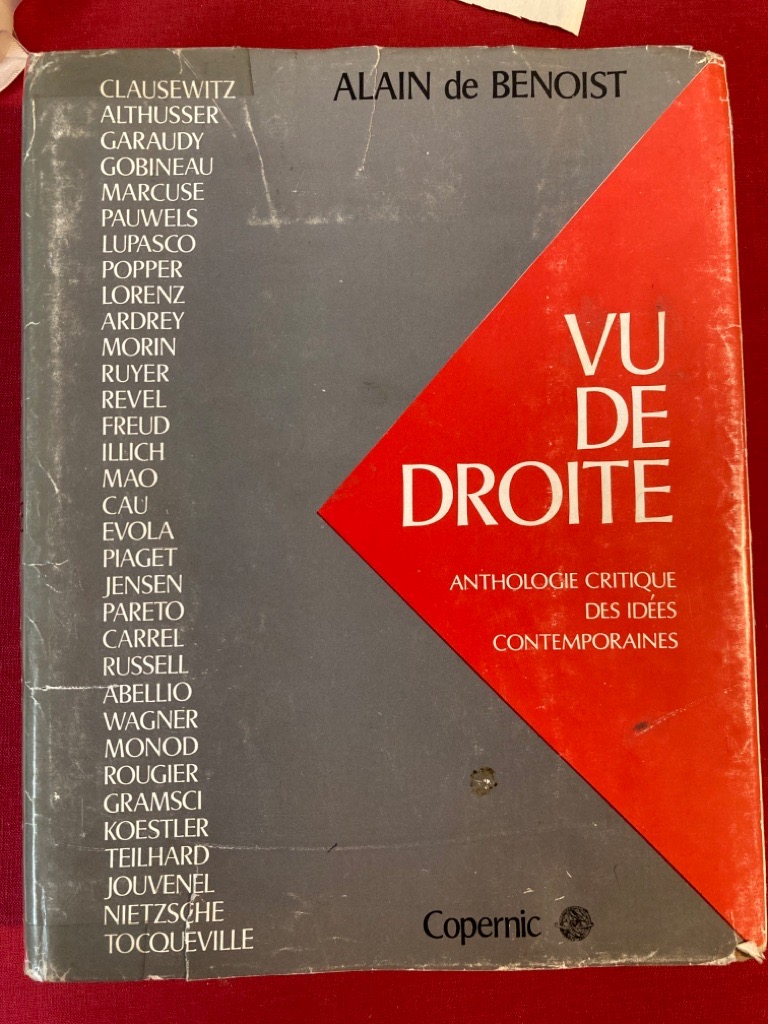 ALAIN de BENOIST
CLAUSEWITZ
ALTHUSSER
GARAUDY
GOBINEAU
MARCUSE
PAUWELS
LUPASCO
POPPER
LORENZ
ARDREY
MORIN
RUYER
REVEL
FREUD
ILLICH
MAO
CAU
EVOLA
PIAGET
JENSEN
PARETO
CARREL
RUSSELL
ABELLIO
WAGNER
MONOD
ROUGIER
GRAMSCI
KOESTLER
TEILHARD
JOUVENEL
NIETZSCHE
TOCQUEVILLE
VU
DE
DROITE
ANTHOLOGIE CRITIQUE
DES IDÉES
CONTEMPORAINES
Copernic